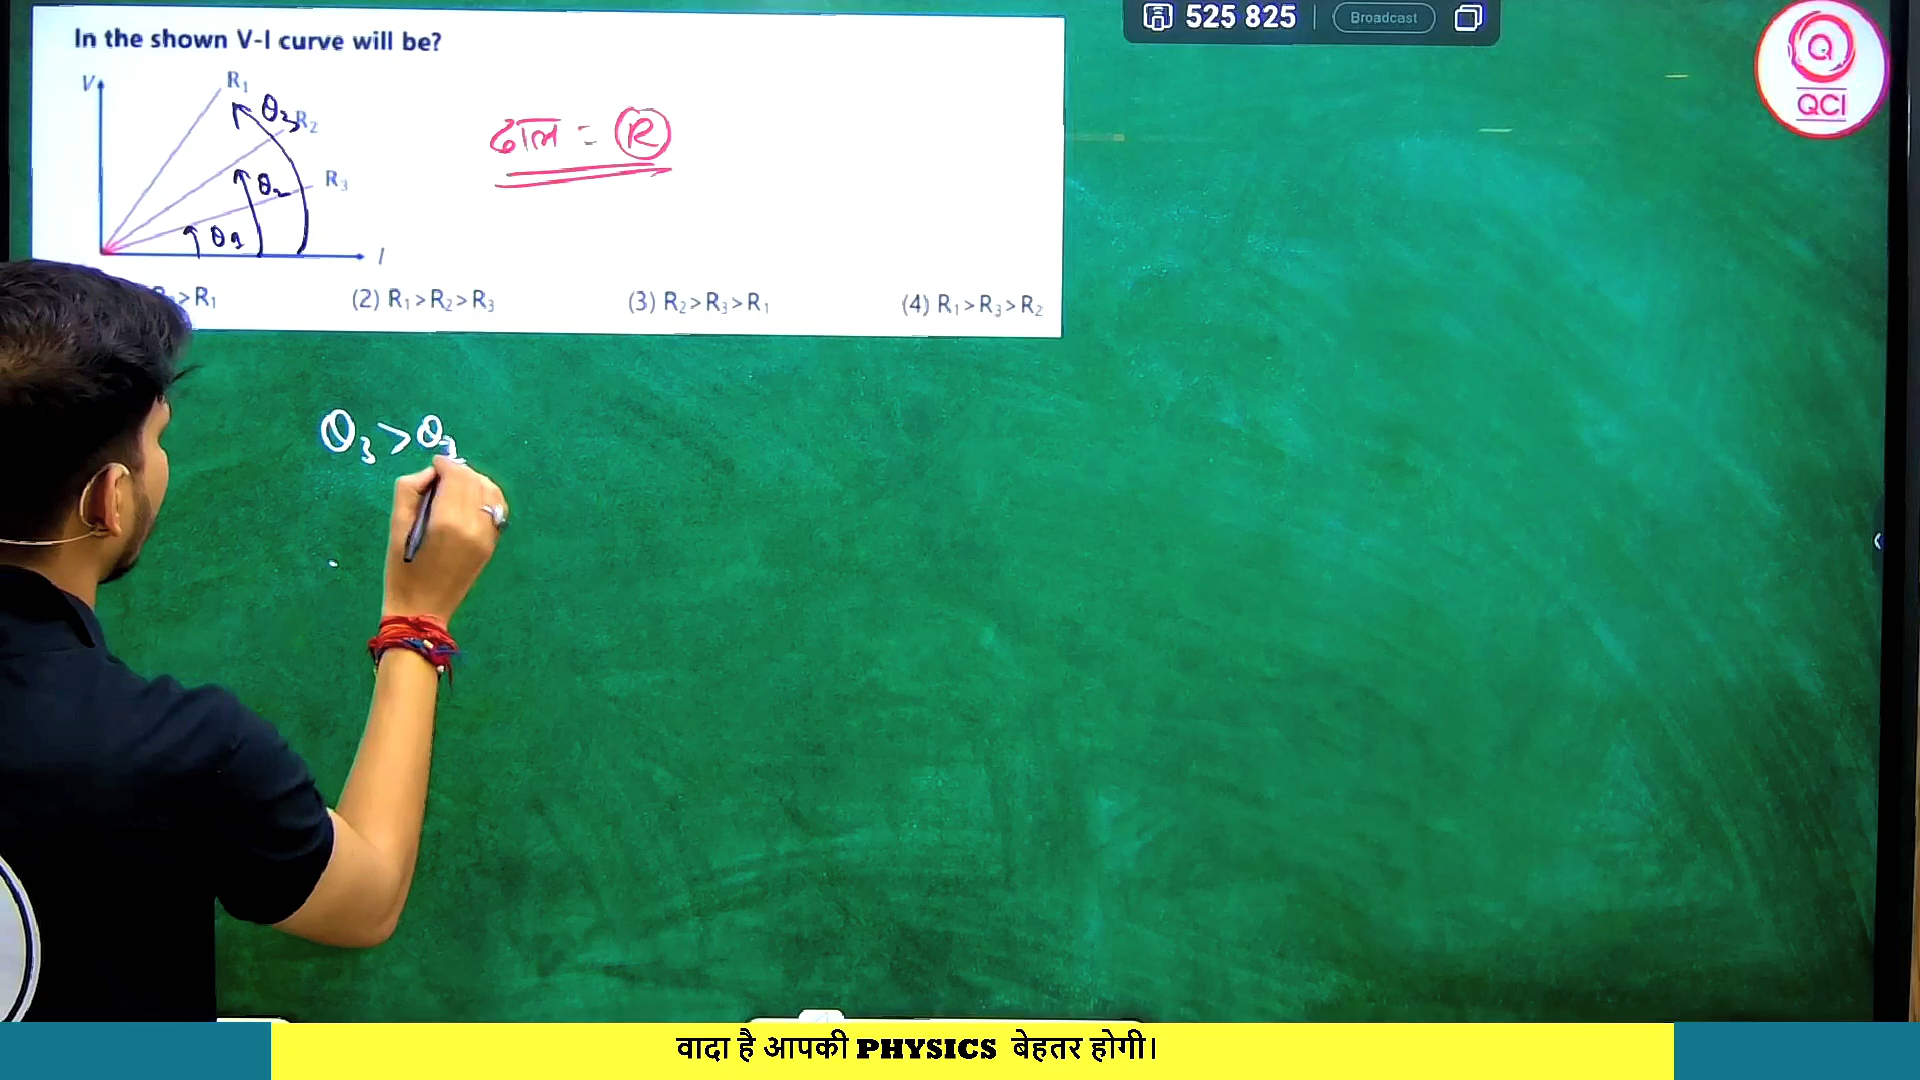 525 825 Broadcast
Q
QCI
In the shown V-I curve will be?
V
R₁
θ₃
R₂
θ₂
R₃
θ₁
I
ढाल = R
>R₁ (2) R₁>R₂>R₃ (3) R₂>R₃>R₁ (4) R₁>R₃>R₂
θ₃>θ₂
वादा है आपकी PHYSICS बेहतर होगी।